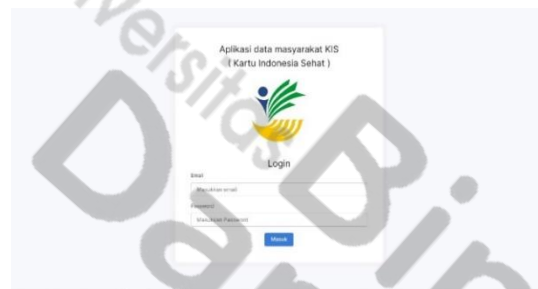 Aplikasi data masyarakat KIS
( Kartu Indonesia Sehat )
Login
Email
Masukkan email
Password
Masukkan Password
Masuk